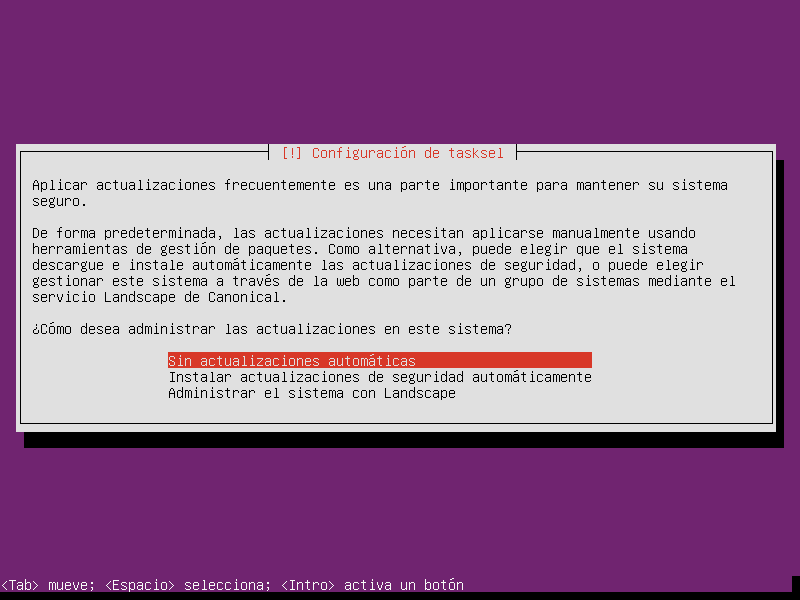 [!] Configuración de tasksel
Aplicar actualizaciones frecuentemente es una parte importante para mantener su sistema
seguro.
De forma predeterminada, las actualizaciones necesitan aplicarse manualmente usando
herramientas de gestión de paquetes. Como alternativa, puede elegir que el sistema
descargue e instale automáticamente las actualizaciones de seguridad, o puede elegir
gestionar este sistema a través de la web como parte de un grupo de sistemas mediante el
servicio Landscape de Canonical.
¿Cómo desea administrar las actualizaciones en este sistema?
Sin actualizaciones automáticas
Instalar actualizaciones de seguridad automáticamente
Administrar el sistema con Landscape
<Tab> mueve; <Espacio> selecciona; <Intro> activa un botón